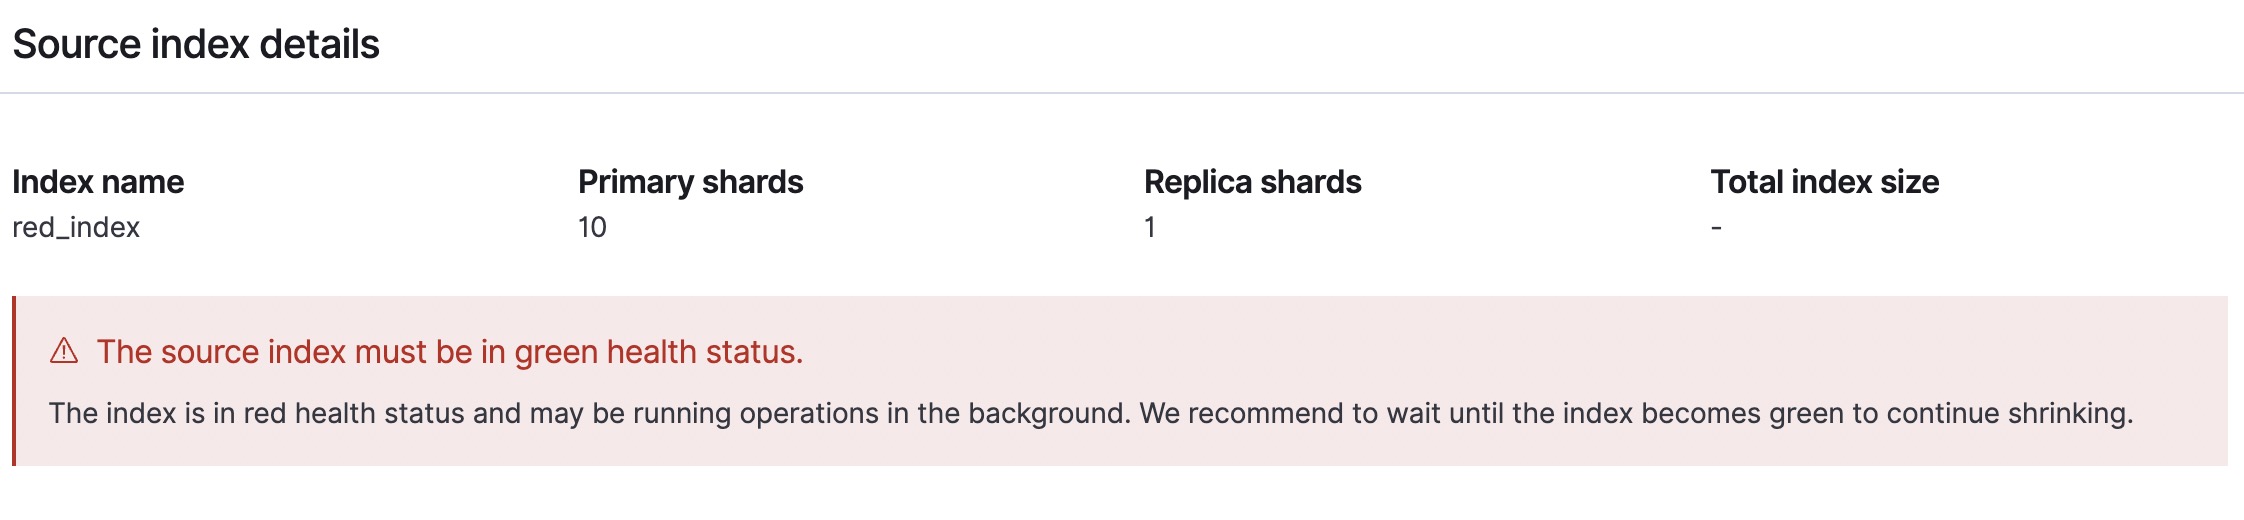 Source index details
Index name
red_index
Primary shards
10
Replica shards
1
Total index size
-
The source index must be in green health status.
The index is in red health status and may be running operations in the background. We recommend to wait until the index becomes green to continue shrinking.